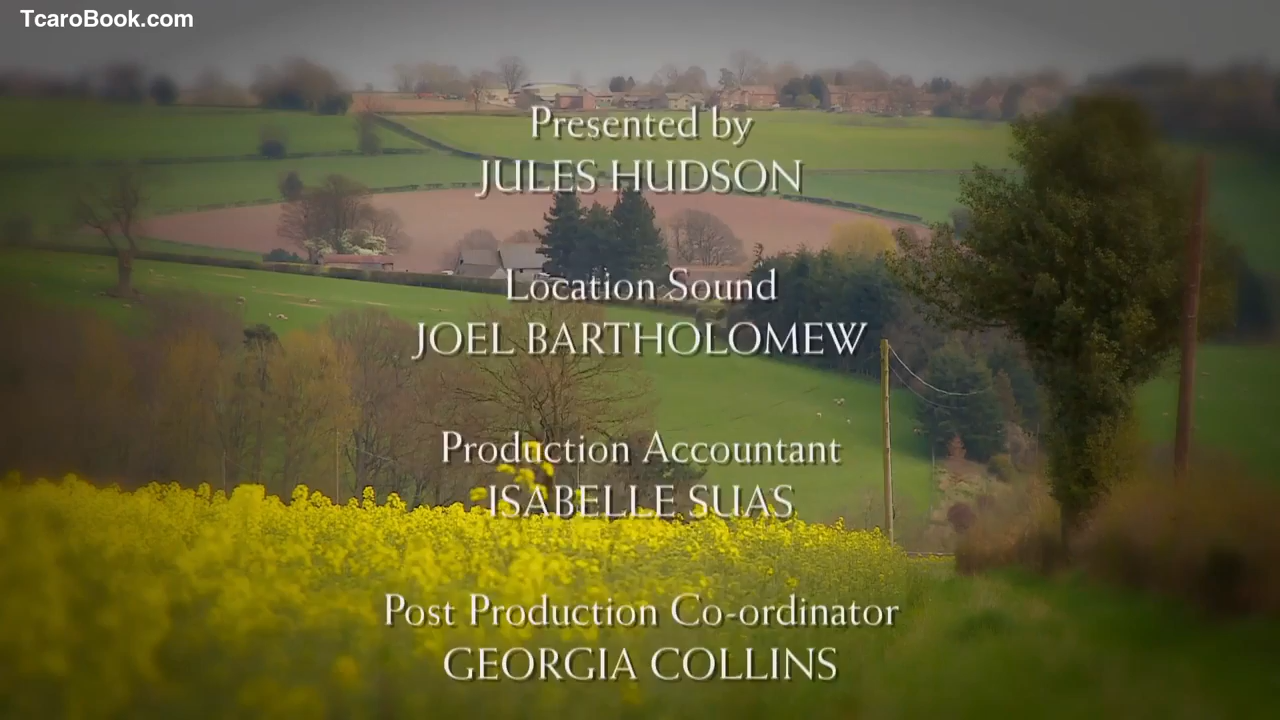 TcaroBook.com
Presented by
JULES HUDSON
Location Sound
JOEL BARTHOLOMEW
Production Accountant
ISABELLE SUAS
Post Production Co-ordinator
GEORGIA COLLINS